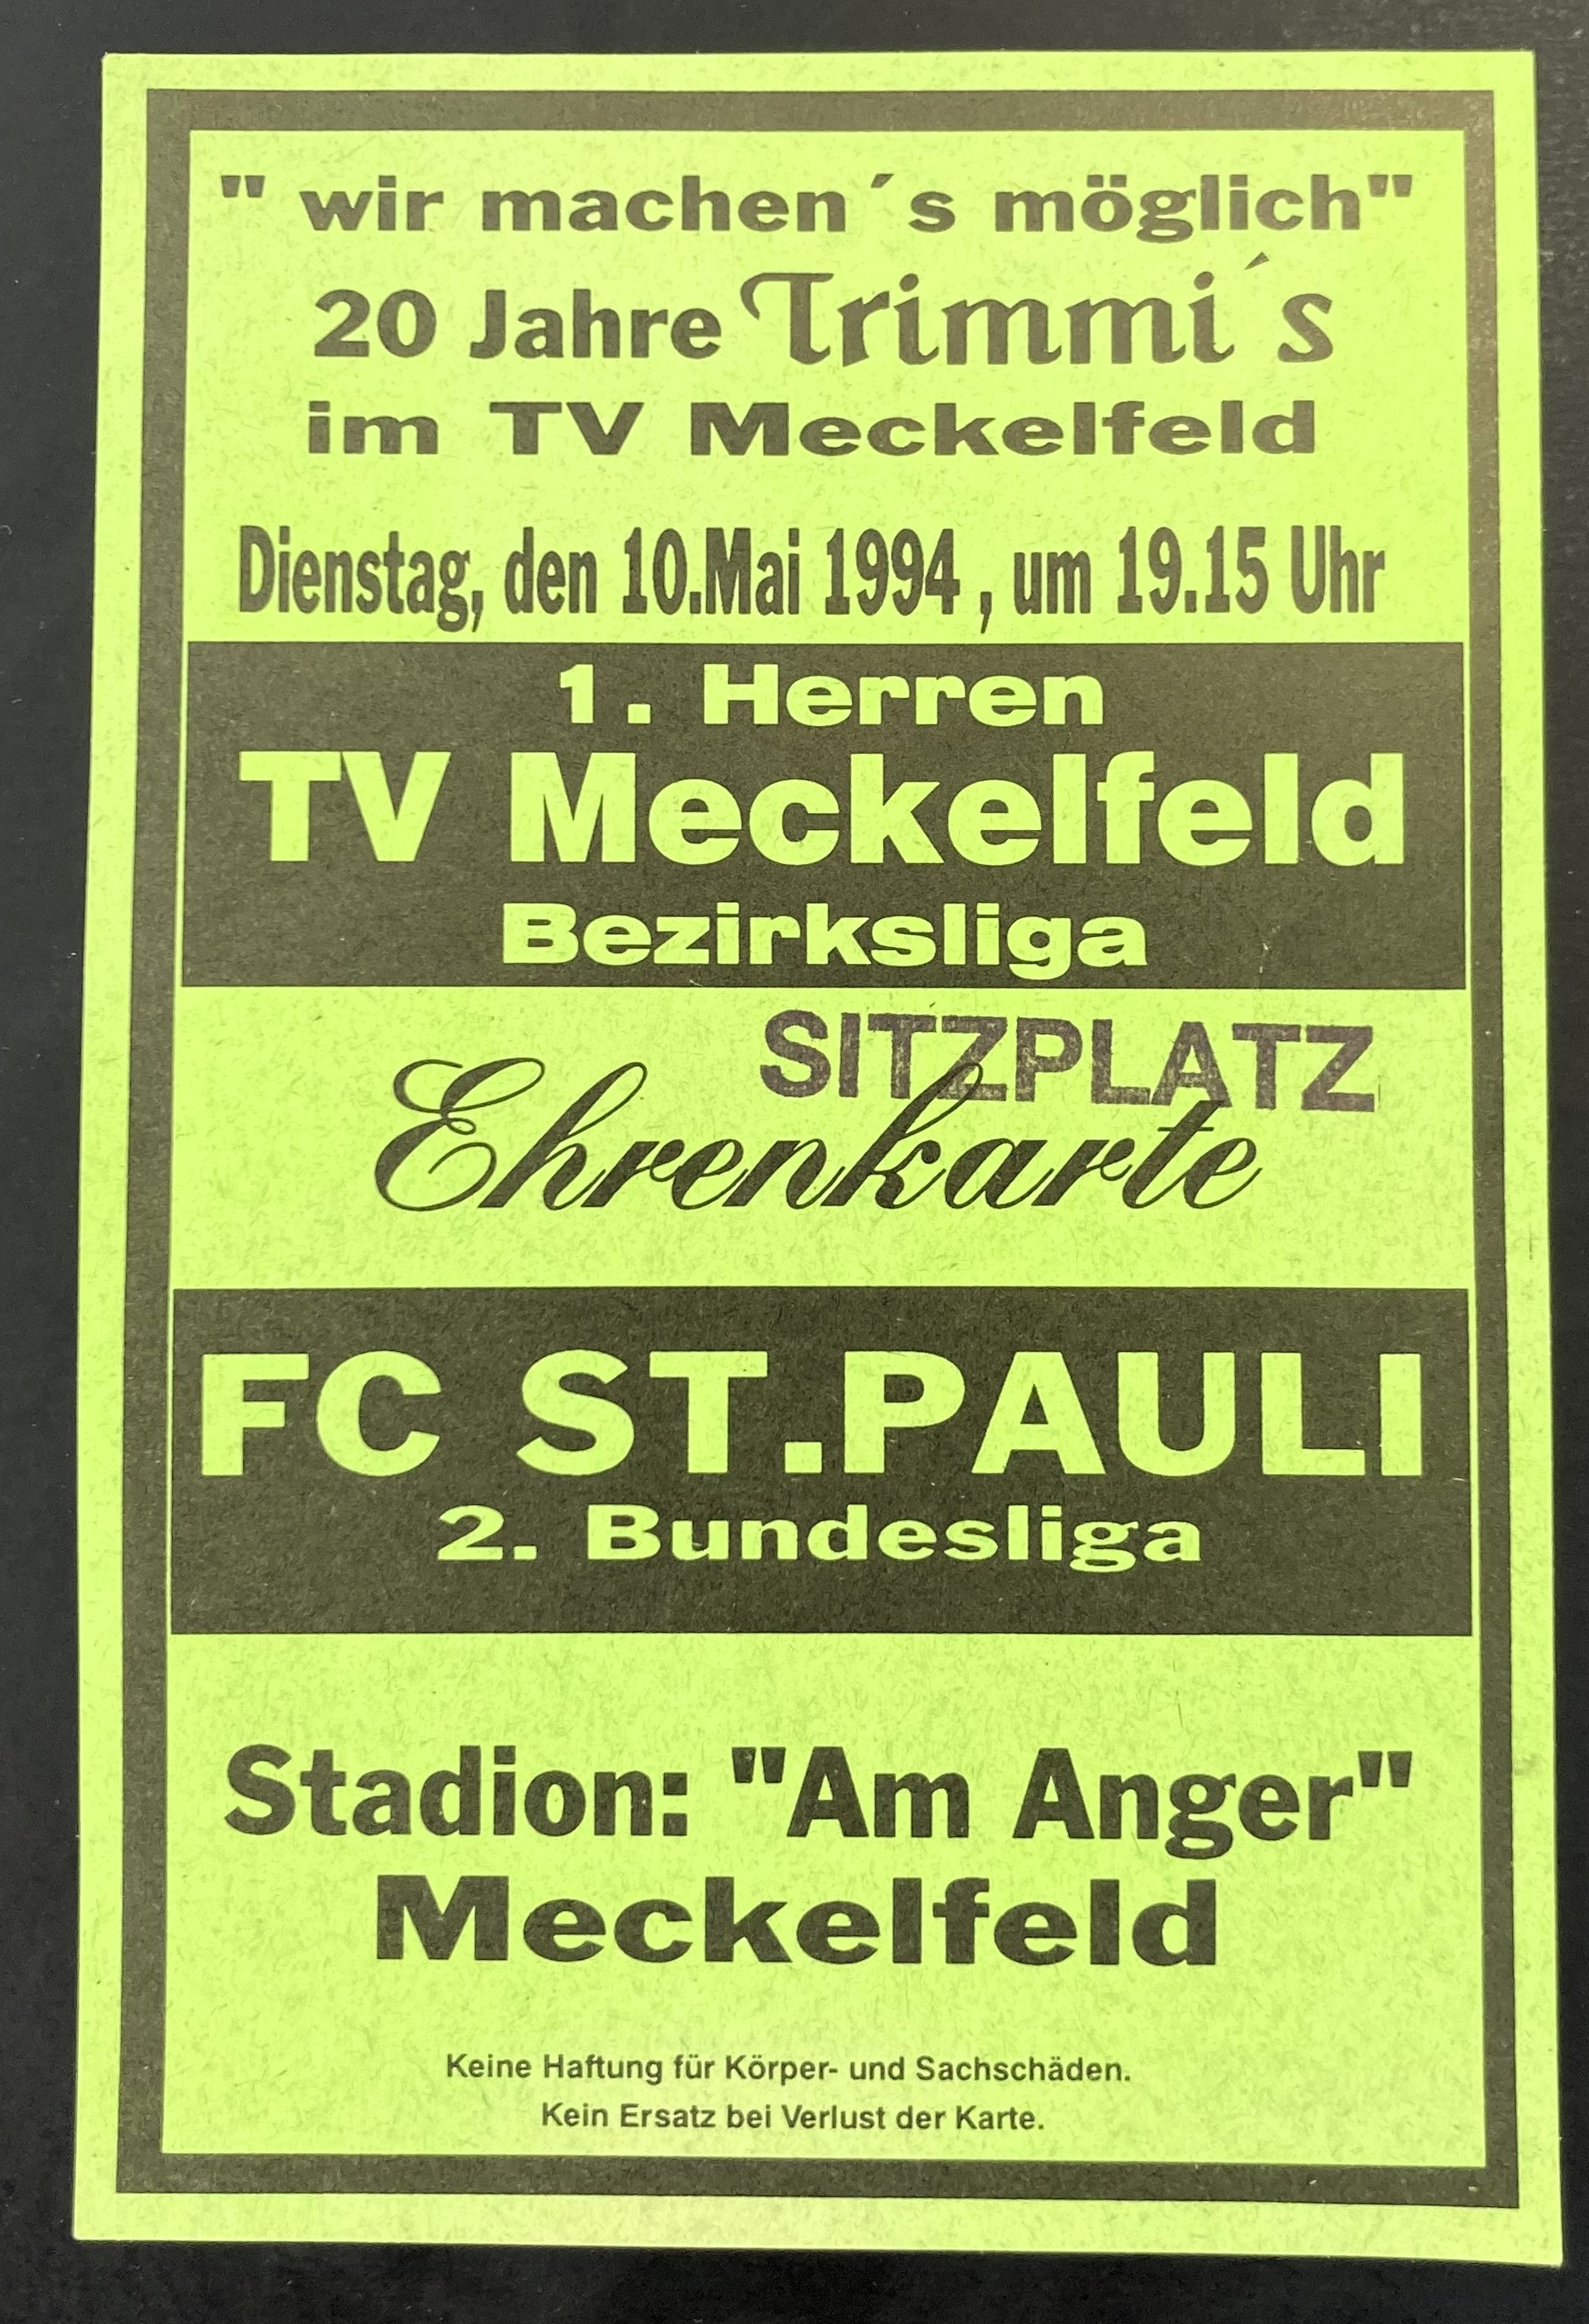 " wir machen´s möglich"
20 Jahre Trimmi´s
im TV Meckelfeld
Dienstag, den 10.Mai 1994 , um 19.15 Uhr
1. Herren
TV Meckelfeld
Bezirksliga
SITZPLATZ
Ehrenkarte
FC ST.PAULI
2. Bundesliga
Stadion: "Am Anger"
Meckelfeld
Keine Haftung für Körper- und Sachschäden.
Kein Ersatz bei Verlust der Karte.